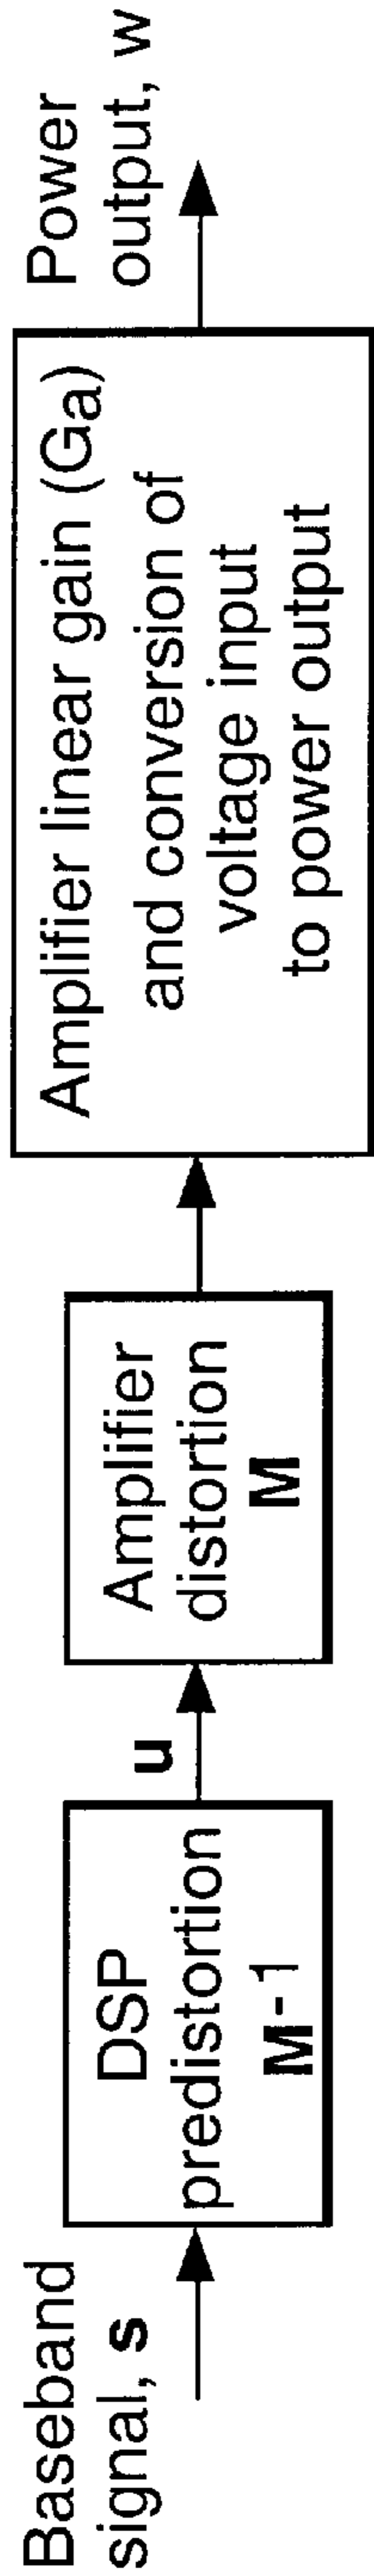 Baseband
signal, s
DSP
predistortion
M-1
u
Amplifier
distortion
M
Amplifier linear gain (Ga)
and conversion of
voltage input
to power output
Power
output, w